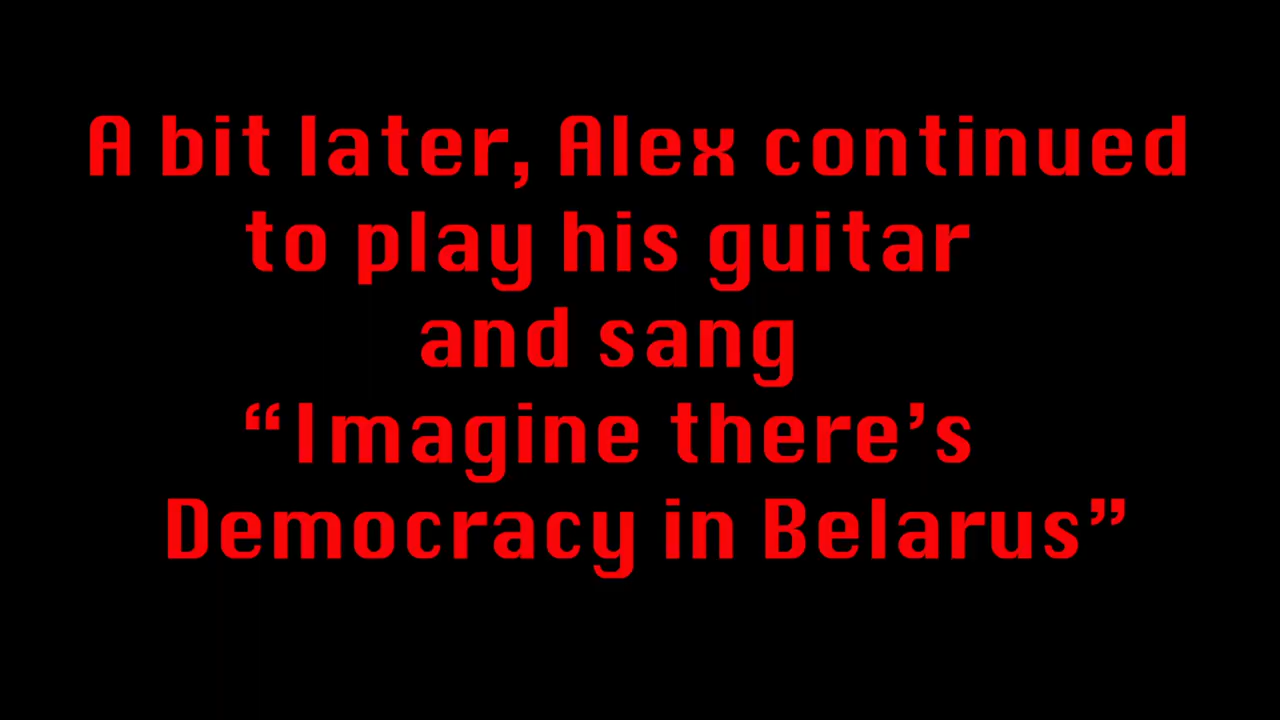 A bit later, Alex continued
to play his guitar
and sang
“Imagine there’s
Democracy in Belarus”